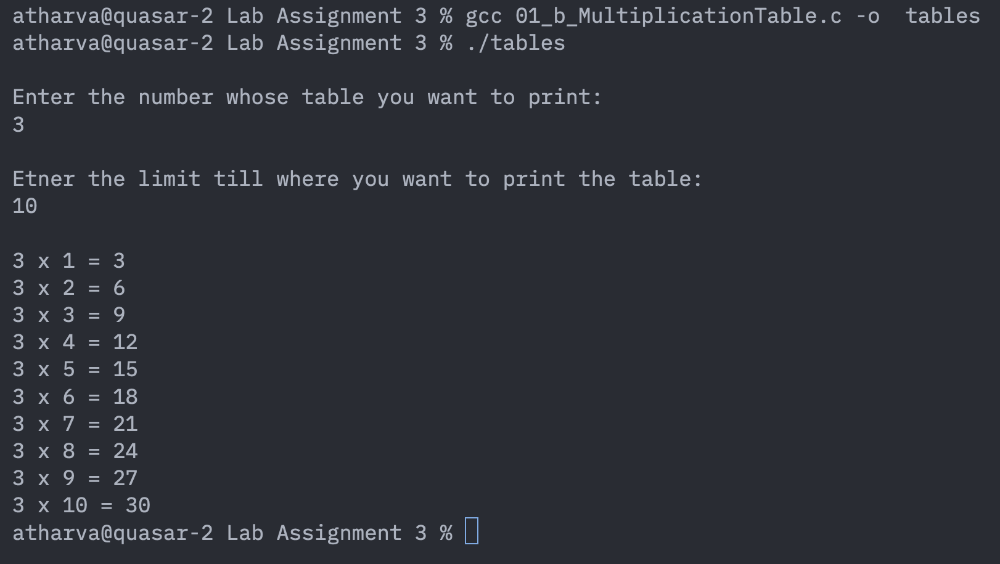 atharva@quasar-2 Lab Assignment 3 % gcc 01_b_MultiplicationTable.c -o  tables
atharva@quasar-2 Lab Assignment 3 % ./tables
Enter the number whose table you want to print:
3
Etner the limit till where you want to print the table:
10
3 x 1 = 3
3 x 2 = 6
3 x 3 = 9
3 x 4 = 12
3 x 5 = 15
3 x 6 = 18
3 x 7 = 21
3 x 8 = 24
3 x 9 = 27
3 x 10 = 30
atharva@quasar-2 Lab Assignment 3 %